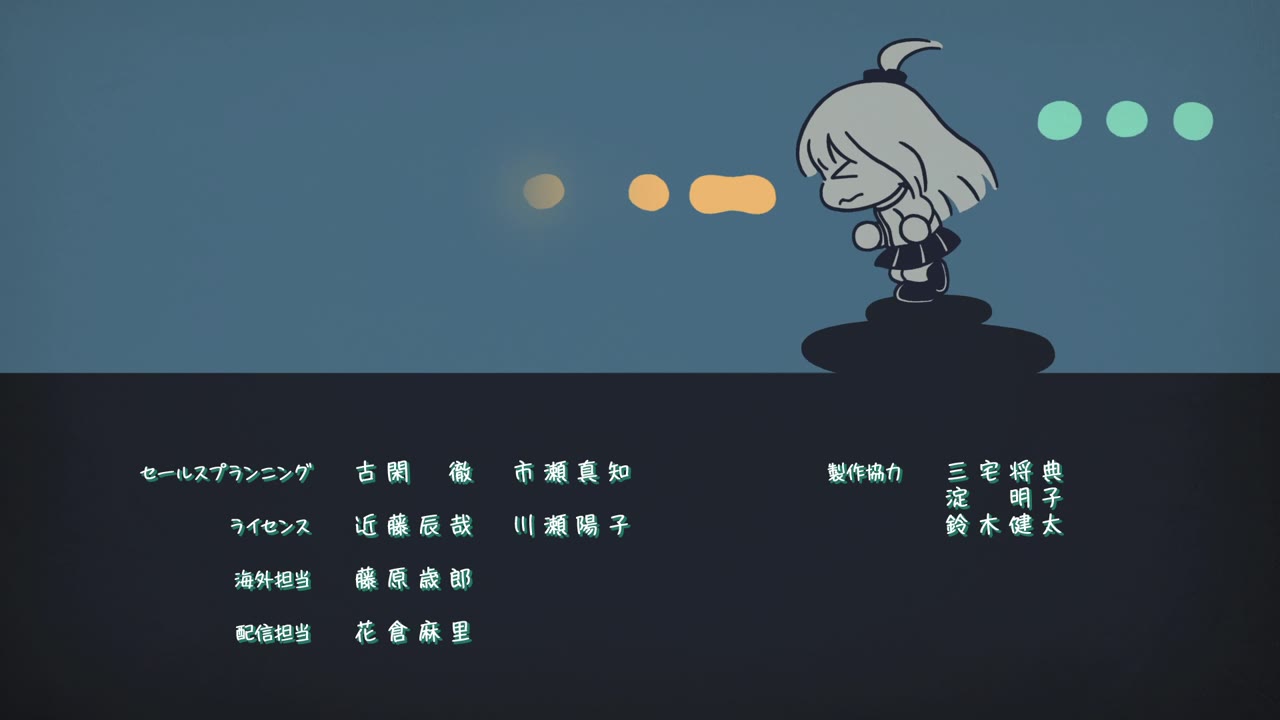 セールスプランニング 古閑 徹 市瀬真知
ライセンス 近藤辰哉 川瀬陽子
海外担当 藤原歳郎
配信担当 花倉麻里
製作協力 三宅将典
淀 明子
鈴木健太